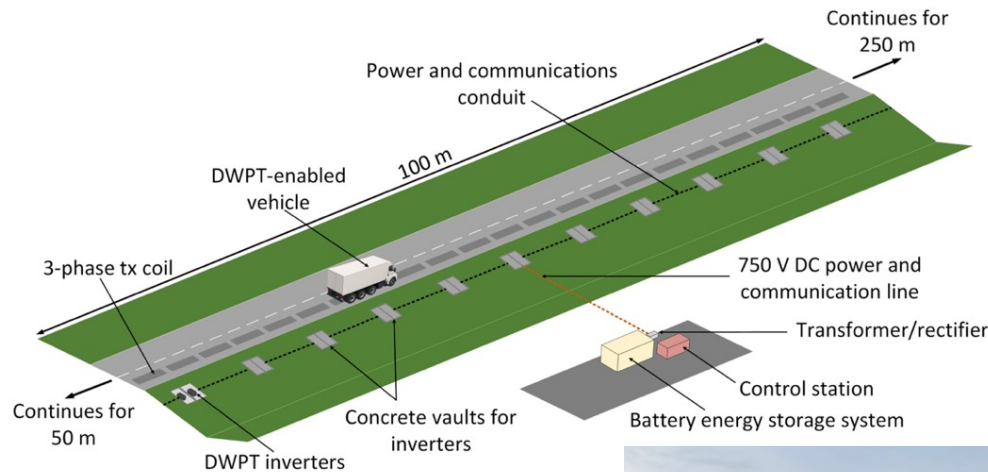 Continues for
250 m
Power and communications
conduit
100 m
DWPT-enabled
vehicle
3-phase tx coil
750 V DC power and
communication line
Transformer/rectifier
Control station
Battery energy storage system
Continues for
50 m
Concrete vaults for
inverters
DWPT inverters